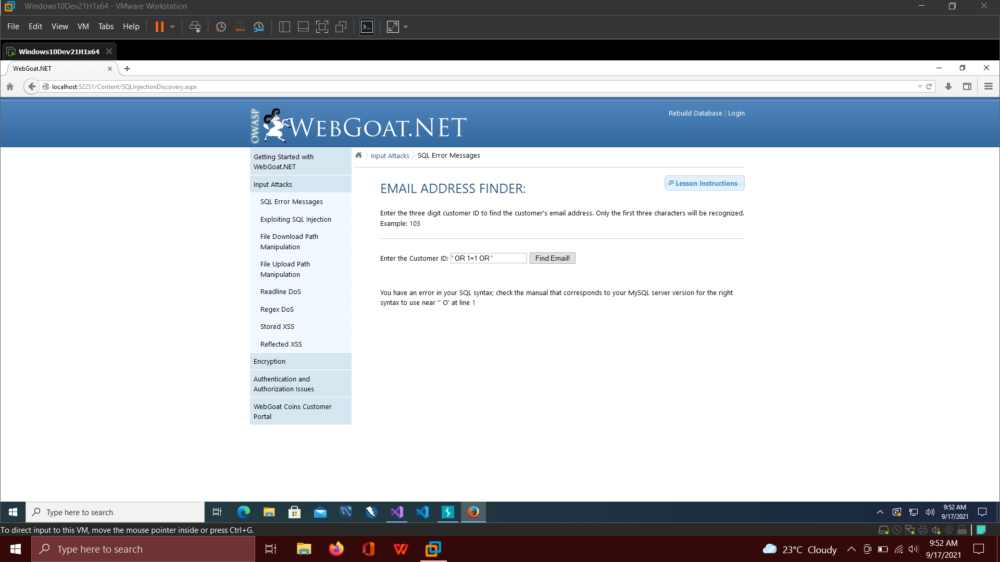 Windows10Dev21H1x64 - VMware Workstation
File Edit View VM Tabs Help
Windows10Dev21H1x64
WebGoat.NET
localhost:52251/Content/SQLInjectionDiscovery.aspx
OWASP WEBGOAT.NET
Rebuild Database | Login
Getting Started with
WebGoat.NET
Input Attacks
SQL Error Messages
Exploiting SQL Injection
File Download Path
Manipulation
File Upload Path
Manipulation
Readline DoS
Regex DoS
Stored XSS
Reflected XSS
Encryption
Authentication and
Authorization Issues
WebGoat Coins Customer
Portal
Input Attacks SQL Error Messages
Lesson Instructions
EMAIL ADDRESS FINDER:
Enter the three digit customer ID to find the customer's email address. Only the first three characters will be recognized.
Example: 103
Enter the Customer ID: ' OR 1=1 OR ' Find Email!
You have an error in your SQL syntax; check the manual that corresponds to your MySQL server version for the right
syntax to use near '' O' at line 1
Type here to search
9:52 AM
9/17/2021
To direct input to this VM, move the mouse pointer inside or press Ctrl+G.
Type here to search
23°C Cloudy
9:52 AM
9/17/2021